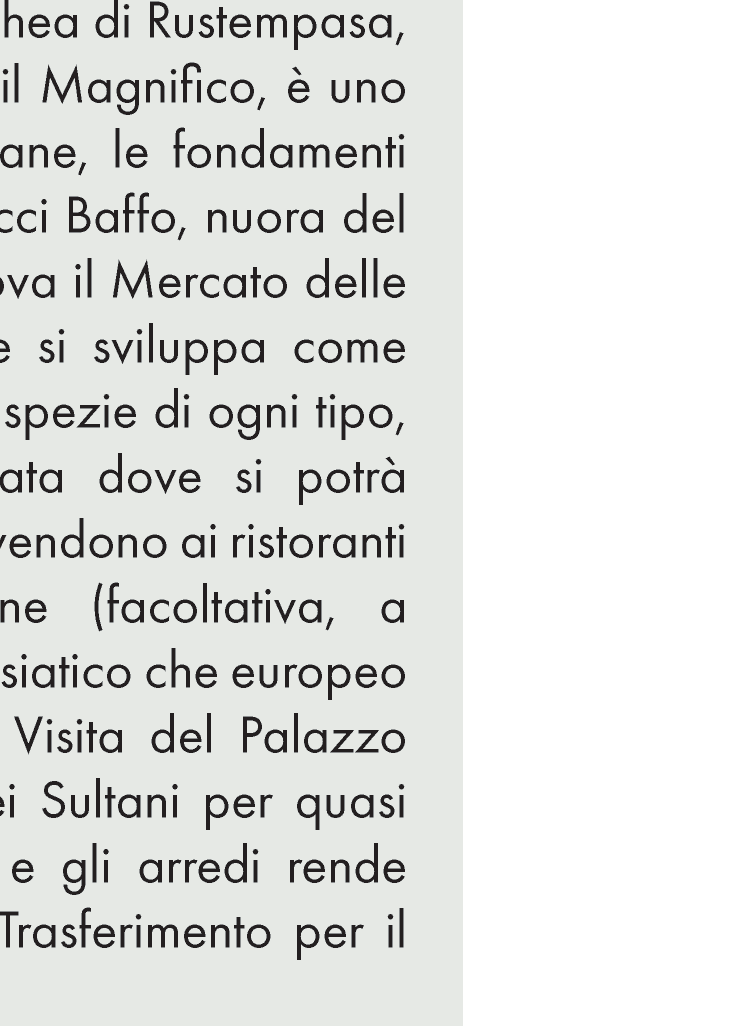 hea di Rustempasa,
il Magnifico, è uno
ane, le fondamenti
cci Baffo, nuora del
ova il Mercato delle
e si sviluppa come
spezie di ogni tipo,
ata dove si potrà
vendono ai ristoranti
ne (facoltativa, a
siatico che europeo
Visita del Palazzo
ei Sultani per quasi
e gli arredi rende
Trasferimento per il